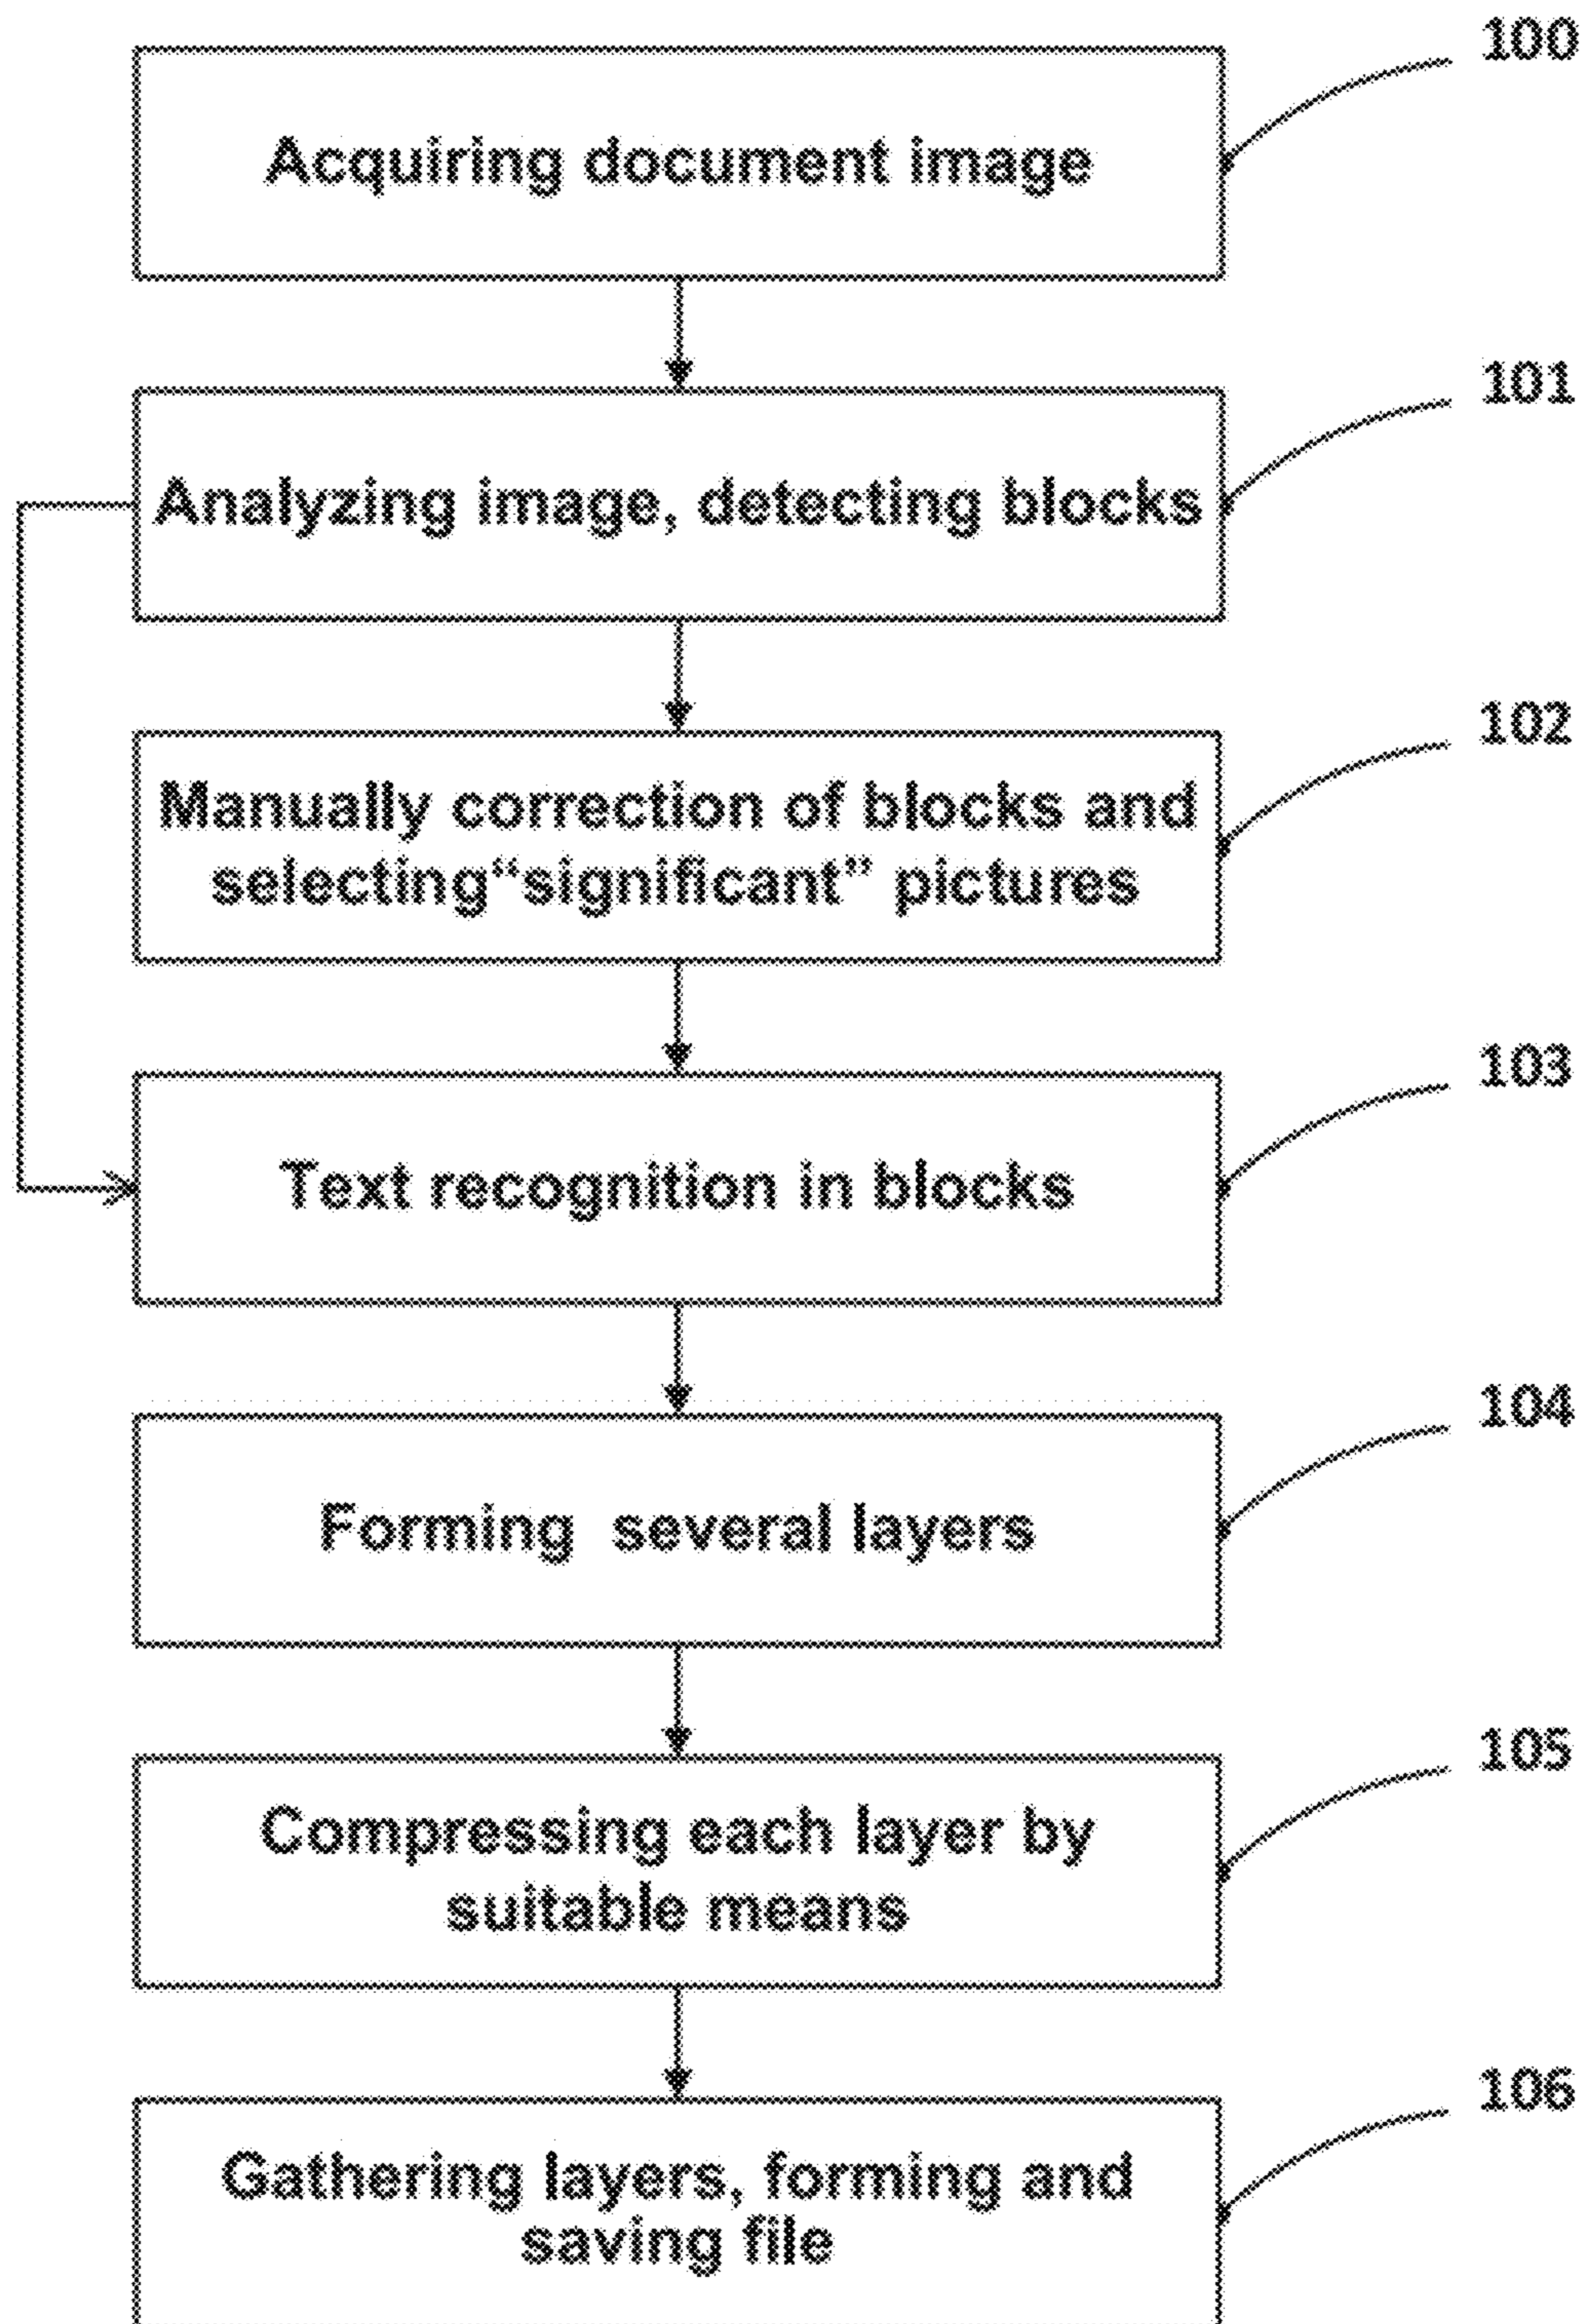 100
Acquiring document image
101
Analyzing image, detecting blocks
102
Manually correction of blocks and
selecting“significant” pictures
103
Text recognition in blocks
104
Forming several layers
105
Compressing each layer by
suitable means
106
Gathering layers, forming and
saving file